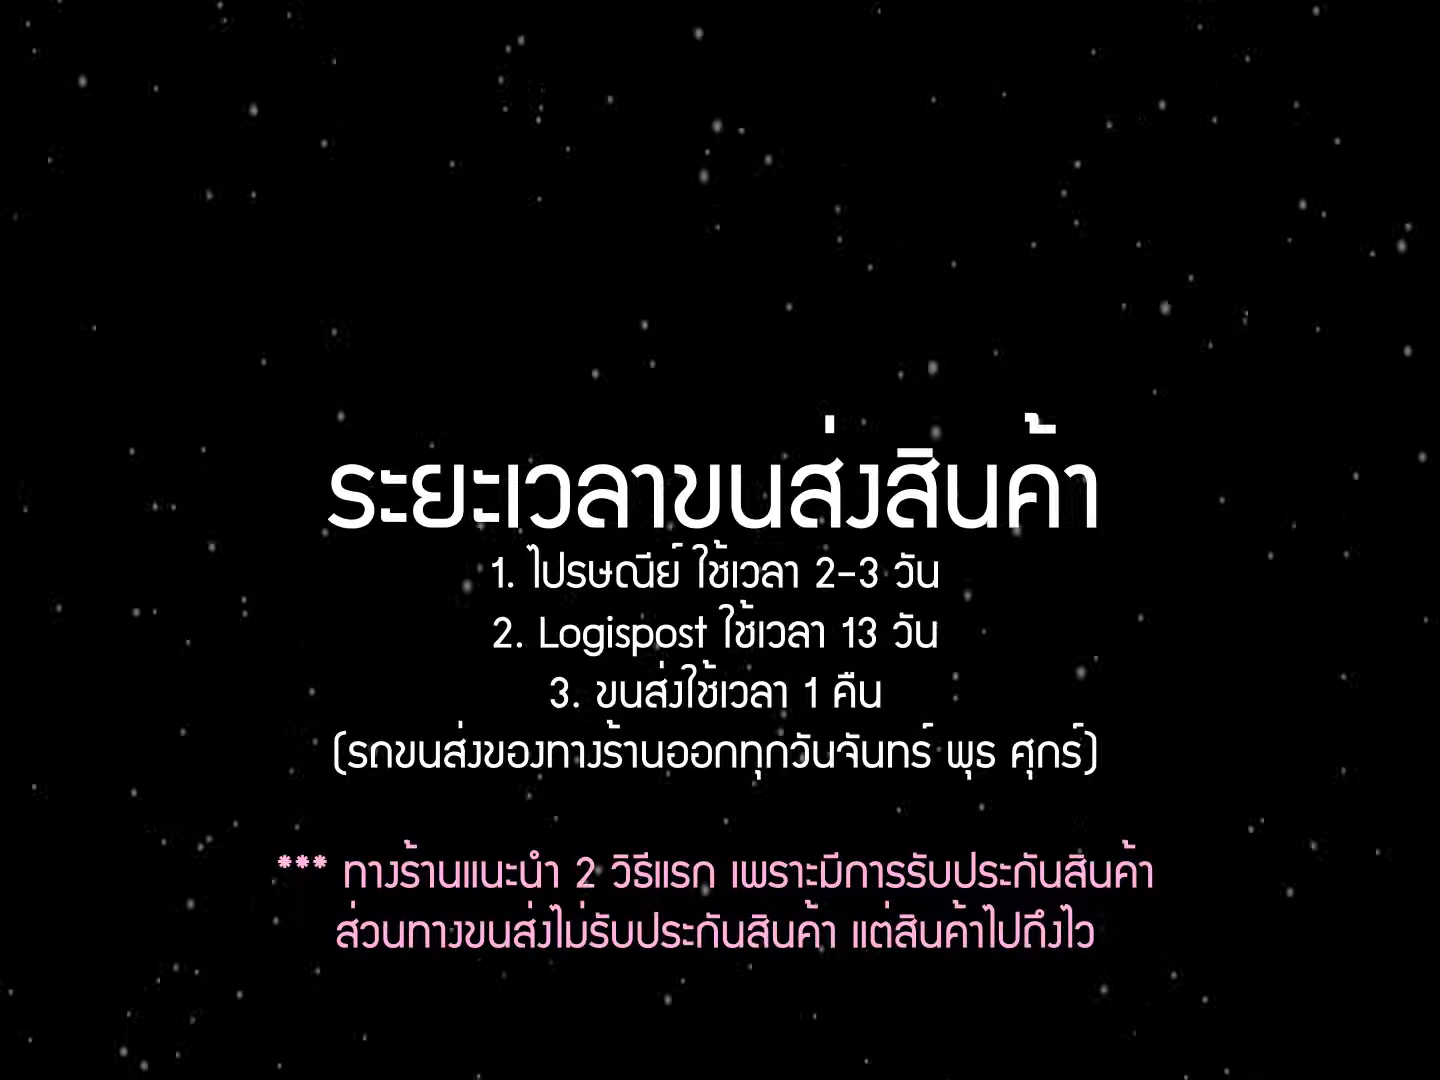 ระยะเวลาขนส่งสินค้า
1. ไปรษณีย์ ใช้เวลา 2-3 วัน
2. Logispost ใช้เวลา 13 วัน
3. ขนส่งใช้เวลา 1 คืน
(รถขนส่งของทางร้านออกทุกวันจันทร์ พุธ ศุกร์)
*** ทางร้านแนะนำ 2 วิธีแรก เพราะมีการรับประกันสินค้า
ส่วนทางขนส่งไม่รับประกันสินค้า แต่สินค้าไปถึงไว